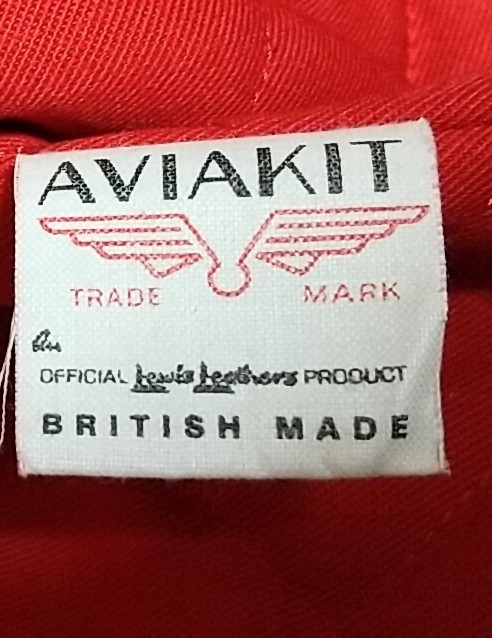 AVIAKIT
TRADE MARK
An
OFFICIAL Lewis Leathers PRODUCT
BRITISH MADE